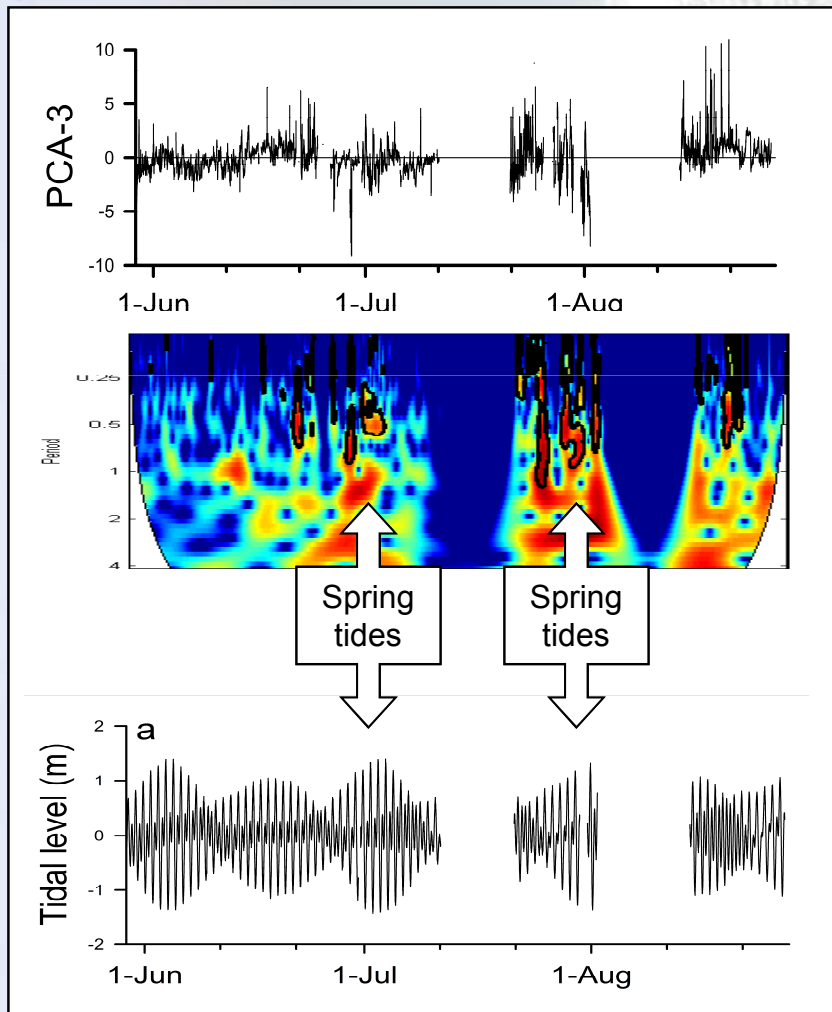 10
5
0
-5
-10
PCA-3
1-Jun
1-Jul
1-Aug
0.25
0.5
1
2
4
Period
Spring
tides
Spring
tides
a
2
1
0
-1
-2
Tidal level (m)
1-Jun
1-Jul
1-Aug